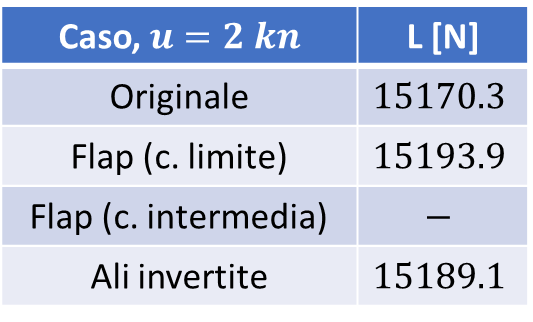 Caso, u = 2 kn L [N]
Originale 15170.3
Flap (c. limite) 15193.9
Flap (c. intermedia) −
Ali invertite 15189.1